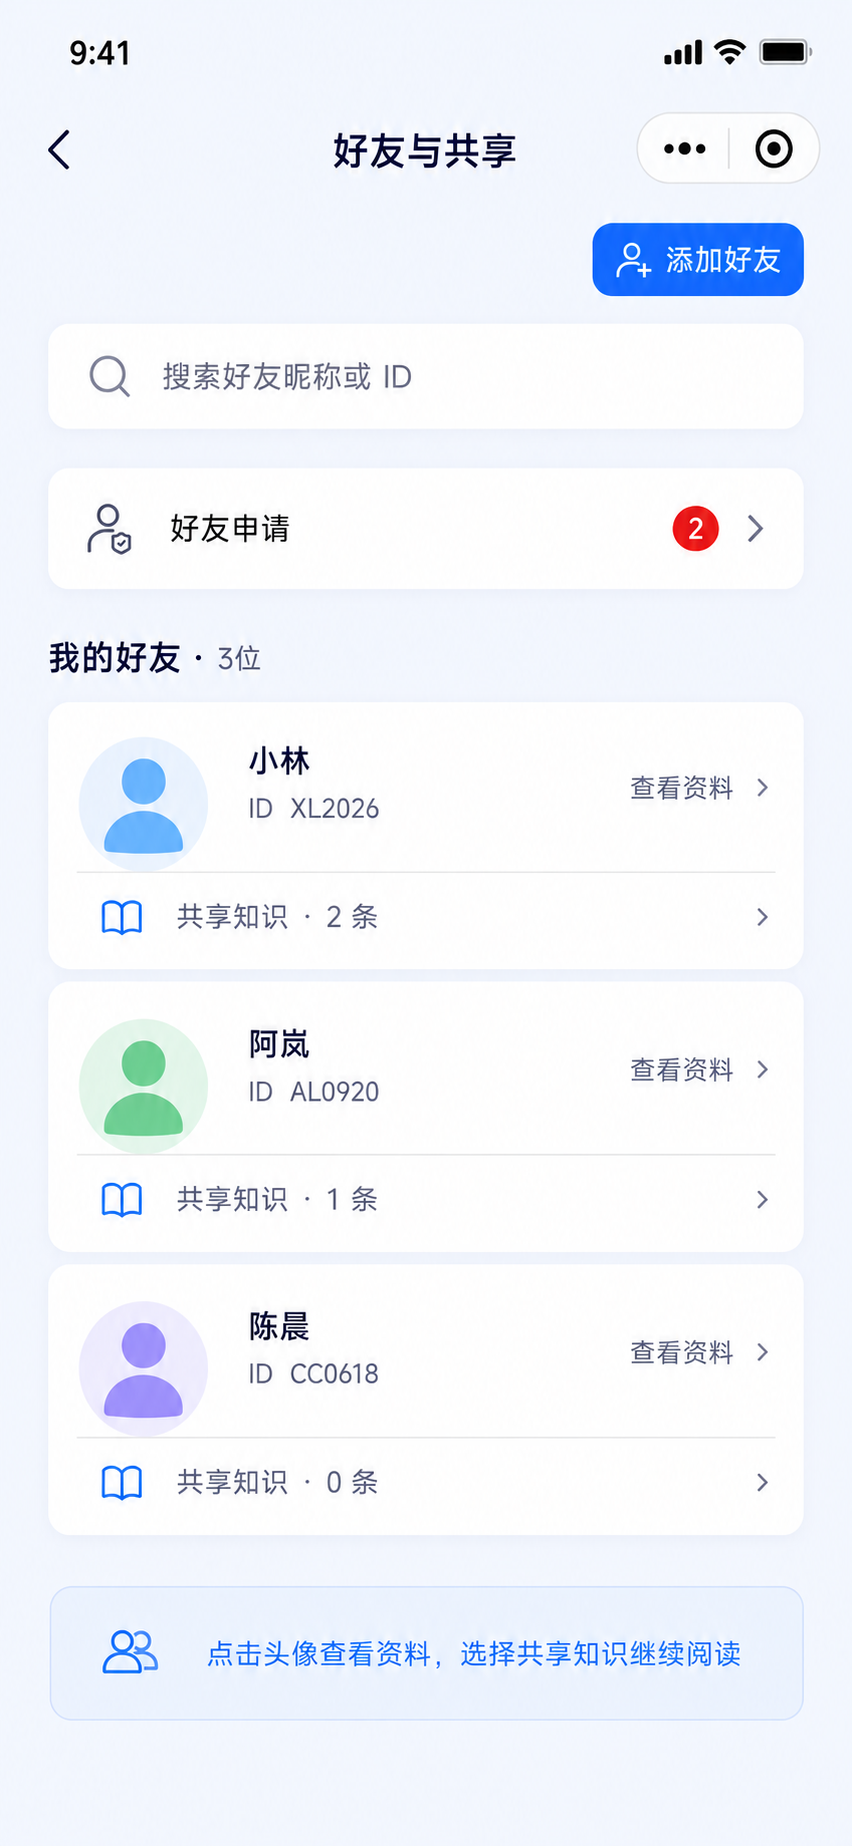 9:41
好友与共享
添加好友
搜索好友昵称或 ID
好友申请
2
我的好友 · 3位
小林
ID XL2026
查看资料
共享知识 · 2 条
阿岚
ID AL0920
查看资料
共享知识 · 1 条
陈晨
ID CC0618
查看资料
共享知识 · 0 条
点击头像查看资料，选择共享知识继续阅读